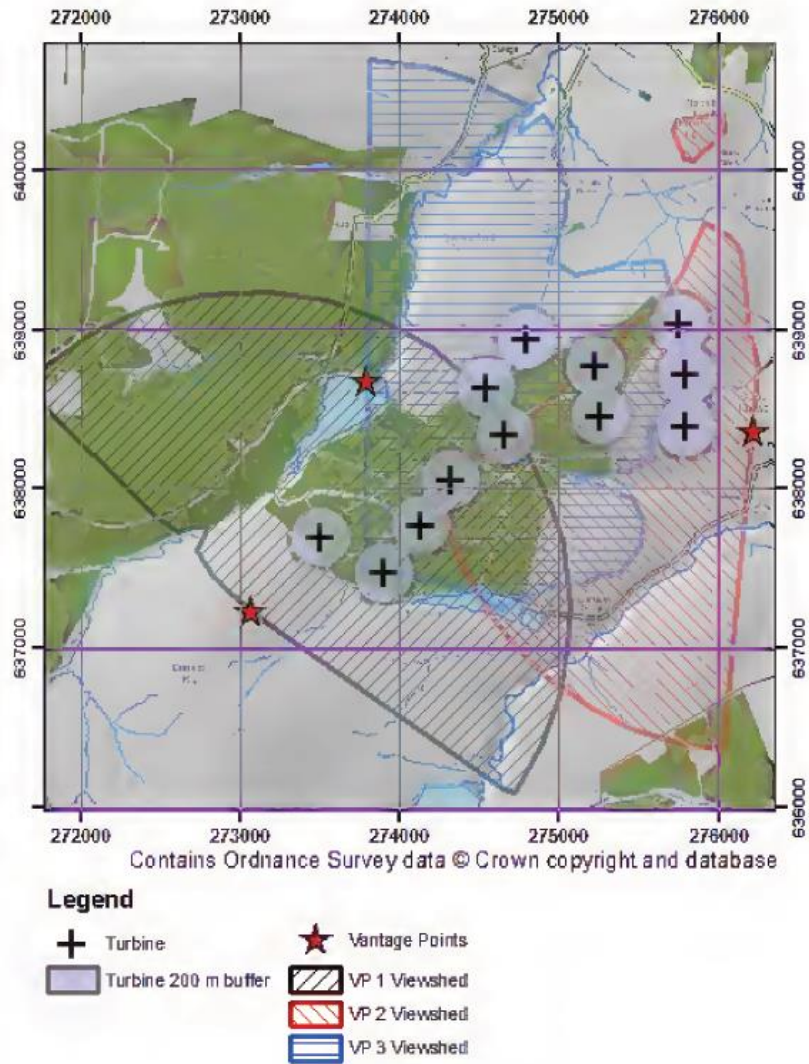 272000 273000 274000 275000 276000
640000 640000
639000 639000
638000 638000
637000 637000
636000
272000 273000 274000 275000 276000
Contains Ordnance Survey data © Crown copyright and database
Legend
Turbine
Vantage Points
Turbine 200 m buffer
VP 1 Viewshed
VP 2 Viewshed
VP 3 Viewshed